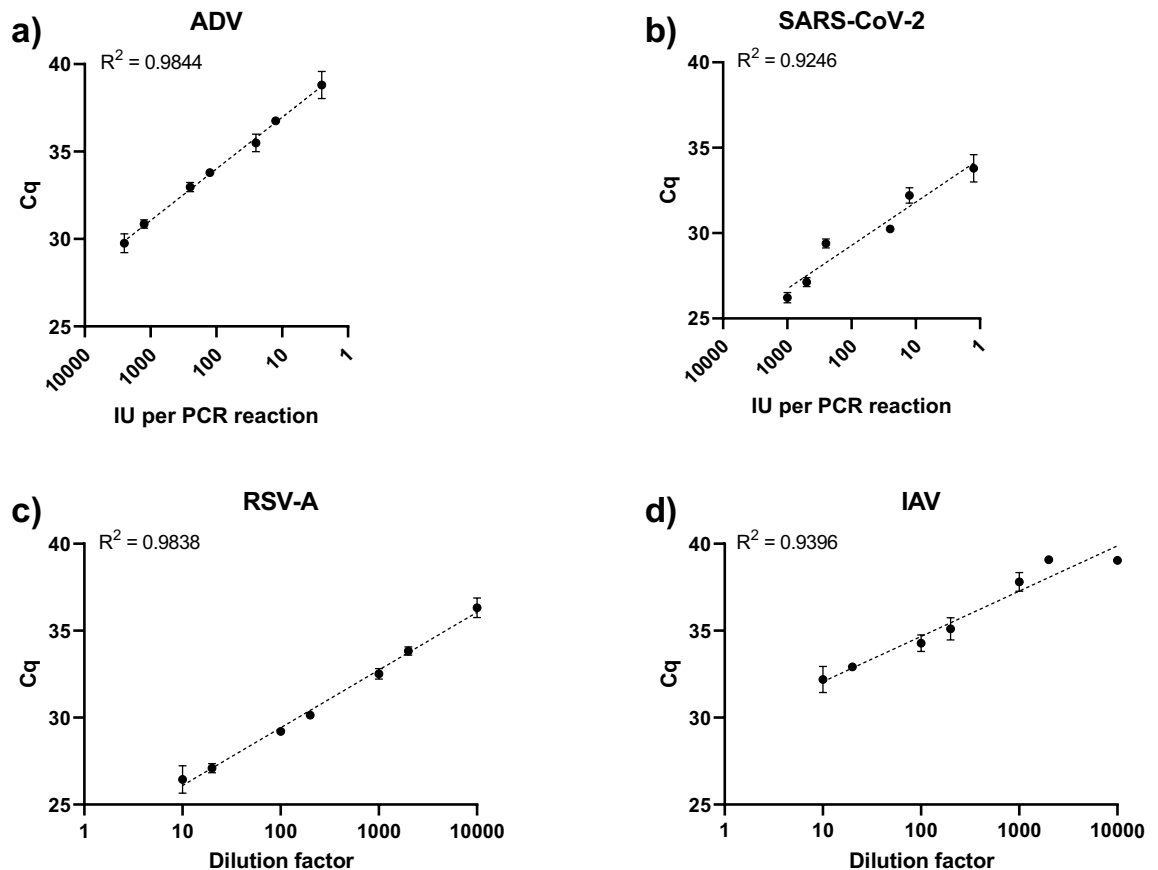 a)
ADV
R² = 0.9844
40
35
30
25
Cq
10000 1000 100 10 1
IU per PCR reaction
b)
SARS-CoV-2
R² = 0.9246
40
35
30
25
Cq
10000 1000 100 10 1
IU per PCR reaction
c)
RSV-A
R² = 0.9838
40
35
30
25
Cq
1 10 100 1000 10000
Dilution factor
d)
IAV
R² = 0.9396
40
35
30
25
Cq
1 10 100 1000 10000
Dilution factor